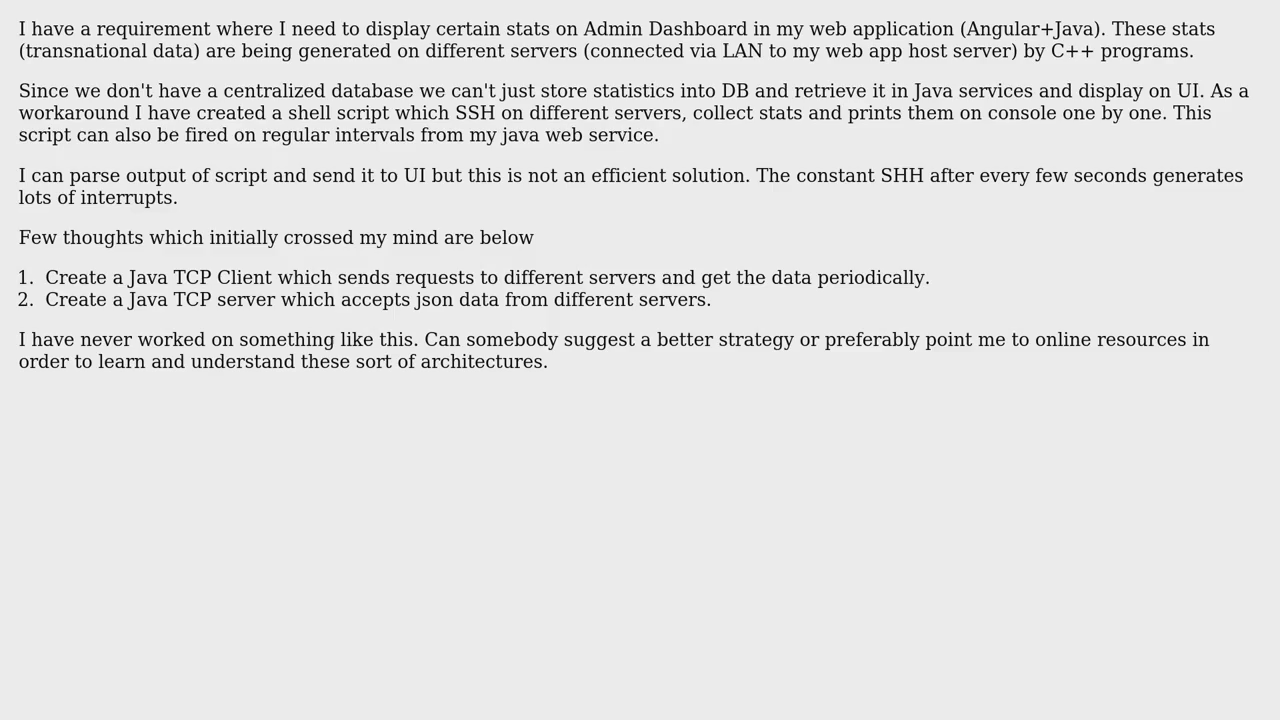 I have a requirement where I need to display certain stats on Admin Dashboard in my web application (Angular+Java). These stats
(transnational data) are being generated on different servers (connected via LAN to my web app host server) by C++ programs.
Since we don't have a centralized database we can't just store statistics into DB and retrieve it in Java services and display on UI. As a
workaround I have created a shell script which SSH on different servers, collect stats and prints them on console one by one. This
script can also be fired on regular intervals from my java web service.
I can parse output of script and send it to UI but this is not an efficient solution. The constant SHH after every few seconds generates
lots of interrupts.
Few thoughts which initially crossed my mind are below
1. Create a Java TCP Client which sends requests to different servers and get the data periodically.
2. Create a Java TCP server which accepts json data from different servers.
I have never worked on something like this. Can somebody suggest a better strategy or preferably point me to online resources in
order to learn and understand these sort of architectures.